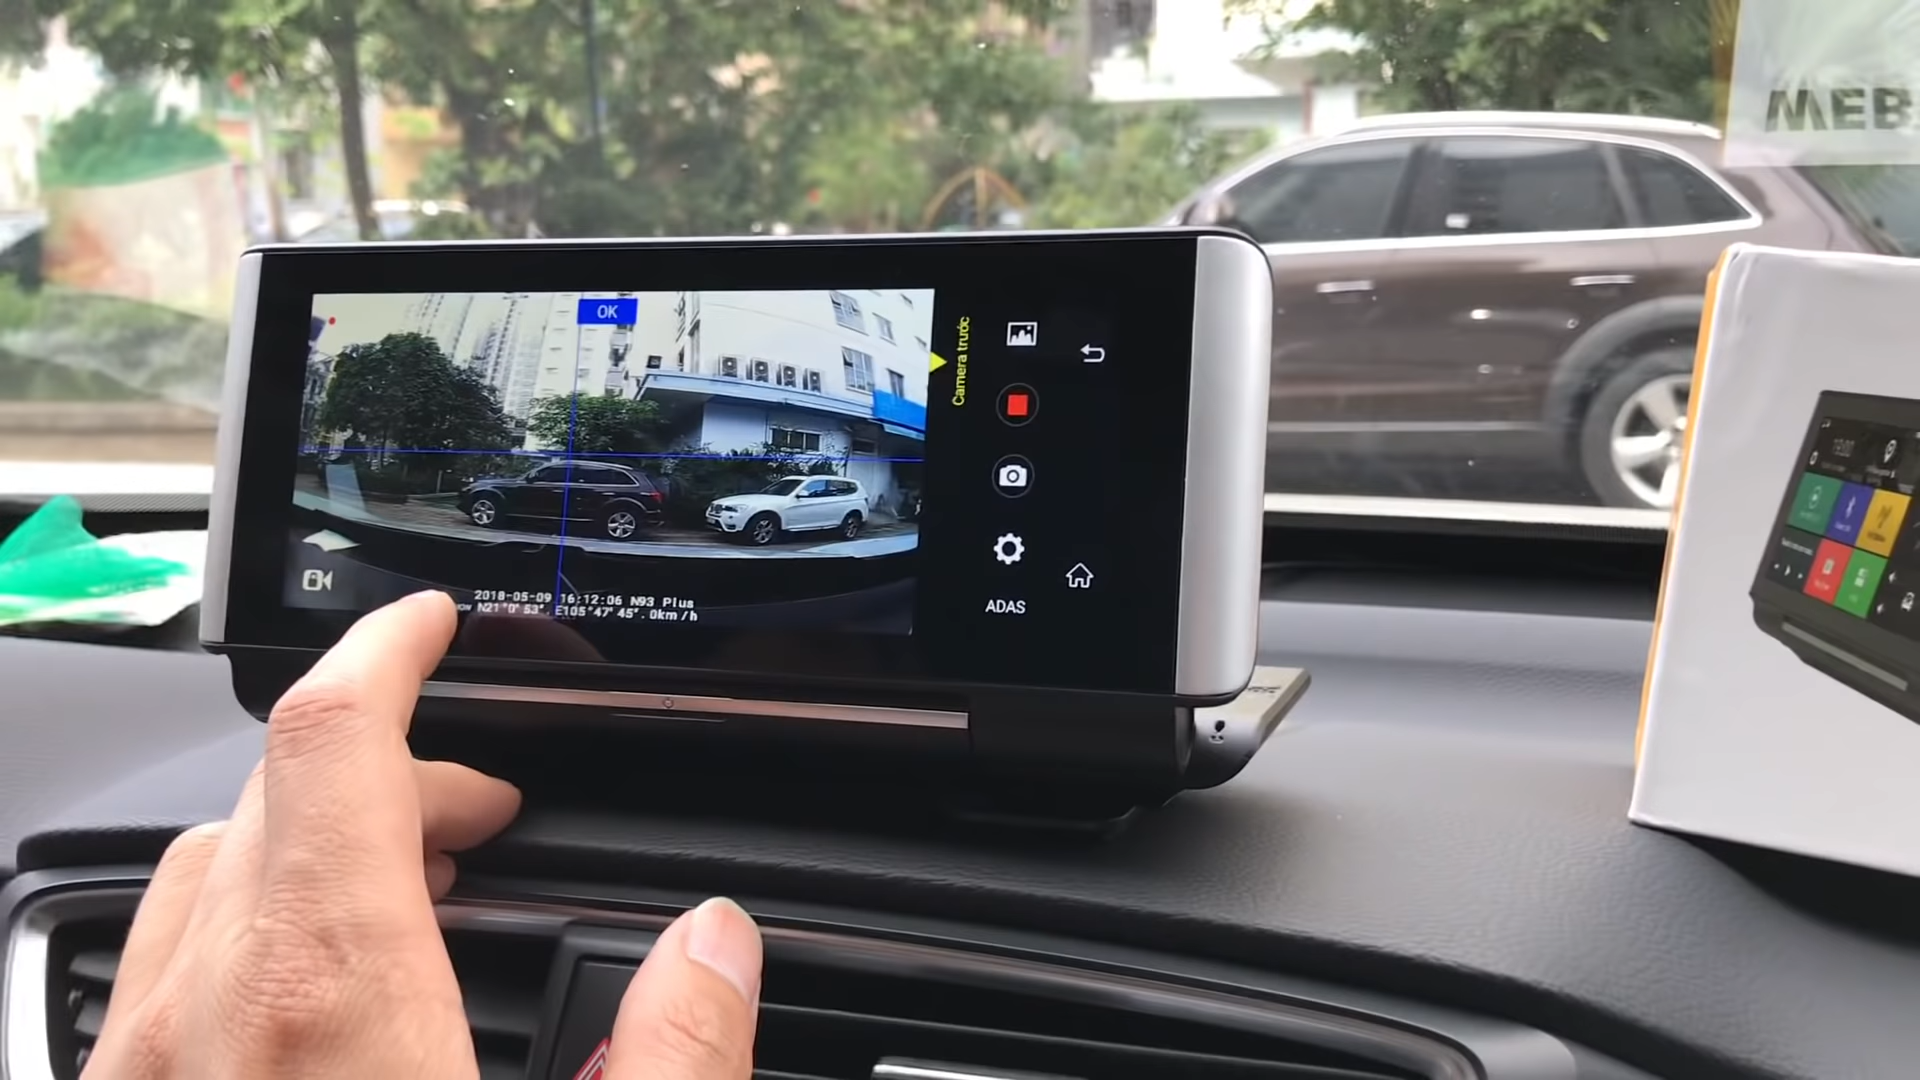 MEB
OK
Camera trước
ADAS
2018-05-09 16:12:06 N93 Plus
N21°0'53". E105°47'45". 0km/h